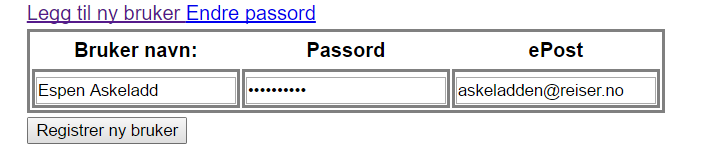 Legg til ny bruker Endre passord
Bruker navn: Passord ePost
Espen Askeladd •••••••••• askeladden@reiser.no
Registrer ny bruker